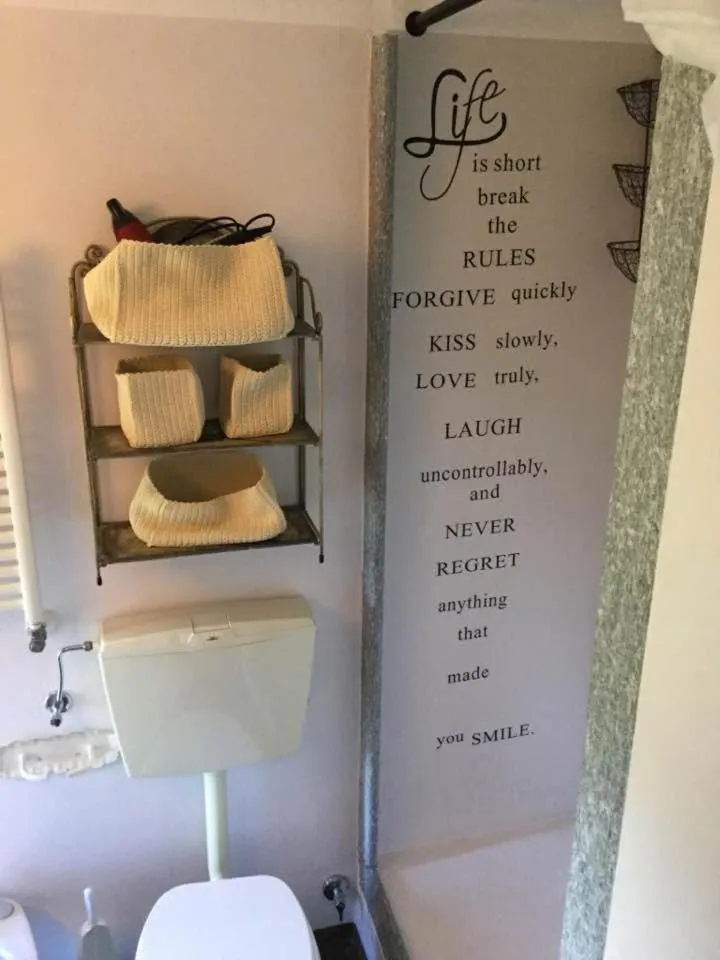 Life
is short
break
the
RULES
FORGIVE quickly
KISS slowly,
LOVE truly,
LAUGH
uncontrollably,
and
NEVER
REGRET
anything
that
made
you SMILE.